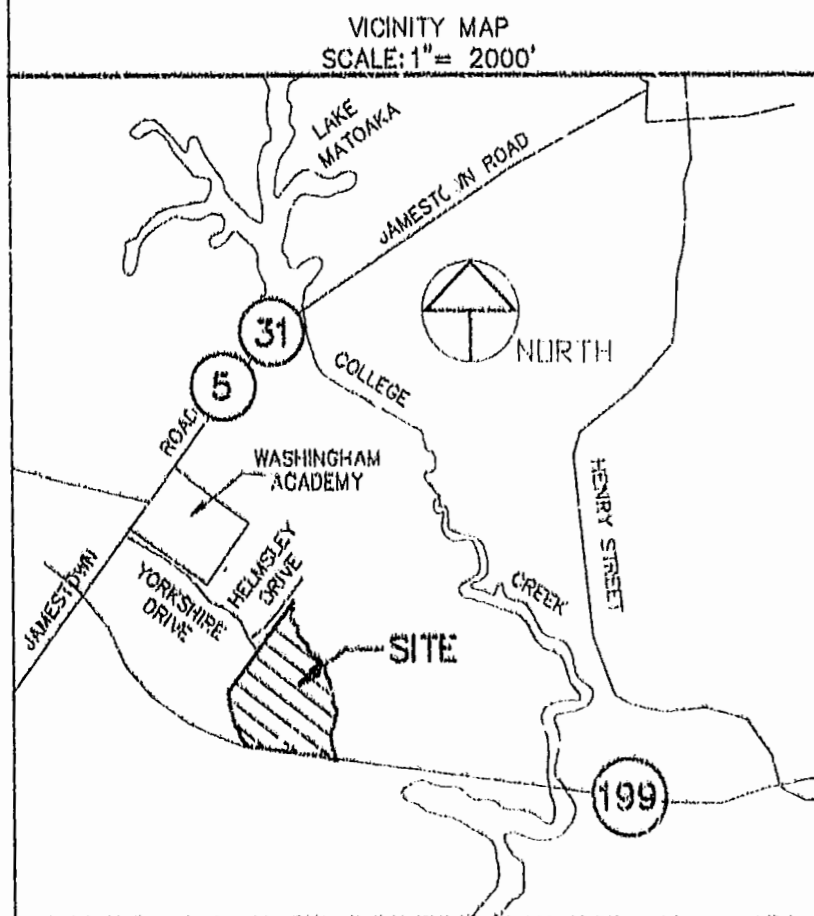 VICINITY MAP
SCALE: 1" = 2000'
LAKE
MATOAKA
JAMESTOWN ROAD
31
5
NORTH
COLLEGE
ROAD
WASHINGHAM
ACADEMY
HENRY STREET
HELMSLEY
DRIVE
YORKSHIRE
DRIVE
JAMESTOWN
CREEK
SITE
199